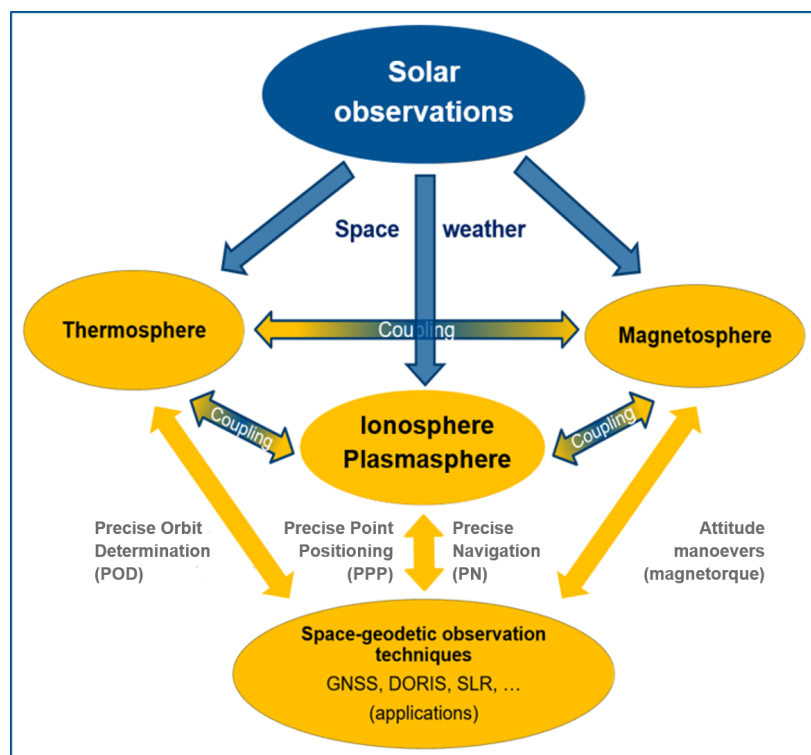 Solar
observations
Space weather
Thermosphere
Coupling
Magnetosphere
Coupling
Ionosphere
Plasmasphere
Coupling
Precise Orbit
Determination
(POD)
Precise Point
Positioning
(PPP)
Precise
Navigation
(PN)
Attitude
manoevers
(magnetorque)
Space-geodetic observation
techniques
GNSS, DORIS, SLR, ...
(applications)